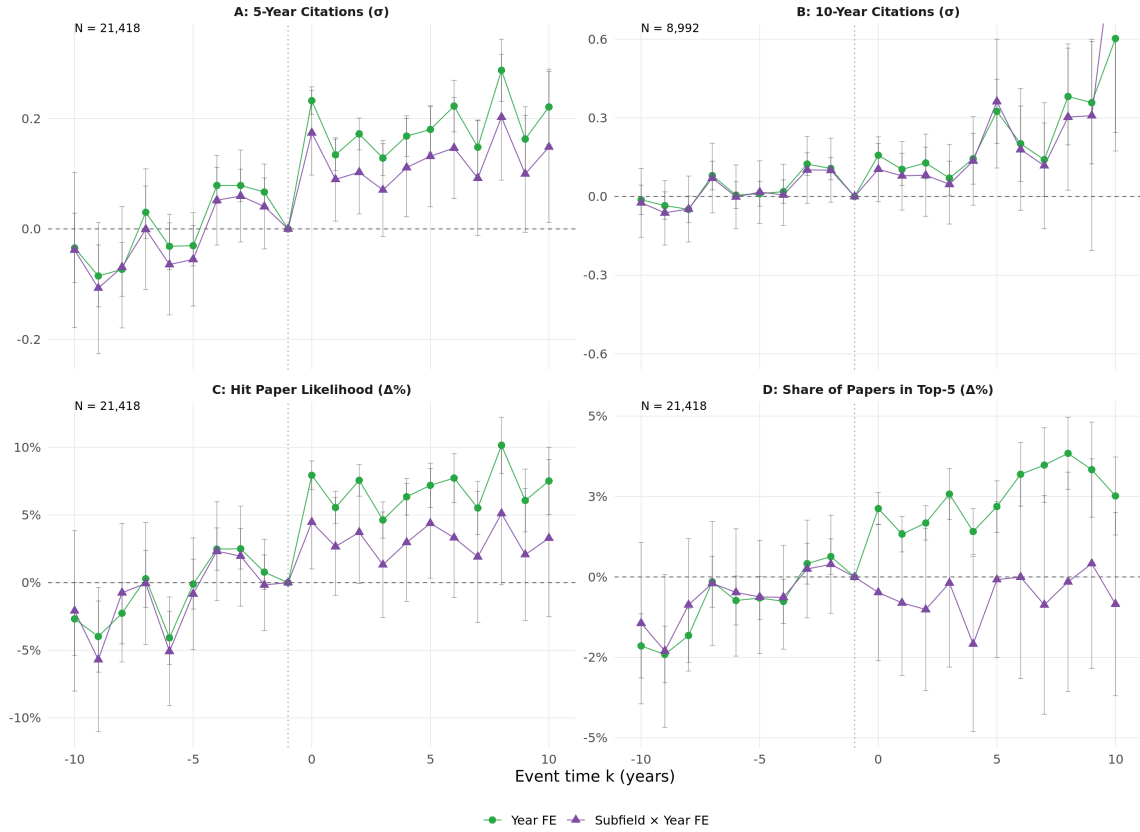 A: 5-Year Citations (σ)
N = 21,418
0.2
0.0
-0.2
B: 10-Year Citations (σ)
N = 8,992
0.6
0.3
0.0
-0.3
-0.6
C: Hit Paper Likelihood (Δ%)
N = 21,418
10%
5%
0%
-5%
-10%
-10 -5 0 5 10
D: Share of Papers in Top-5 (Δ%)
N = 21,418
5%
3%
0%
-2%
-5%
-10 -5 0 5 10
Event time k (years)
Year FE Subfield × Year FE